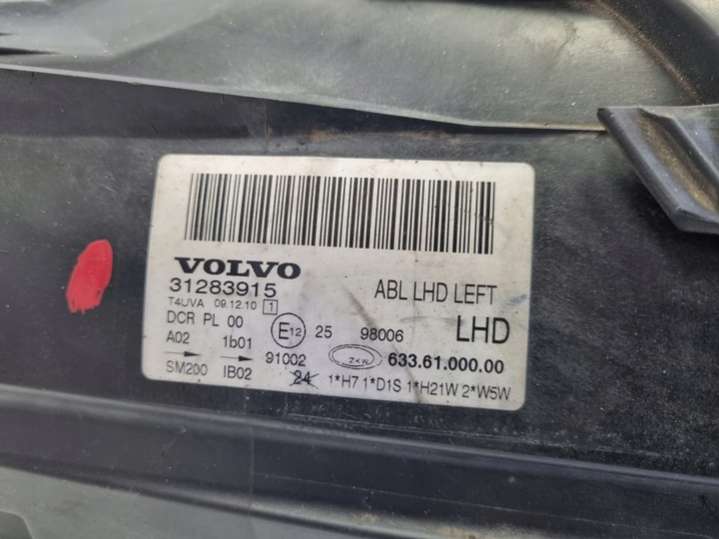 VOLVO
31283915 ABL LHD LEFT
T4UVA 09.12.10 1
DCR PL 00 E12 25 98006 LHD
A02 1b01 91002 ZKW 633.61.000.00
SM200 IB02 24 1*H7 1*D1S 1*H21W 2*W5W